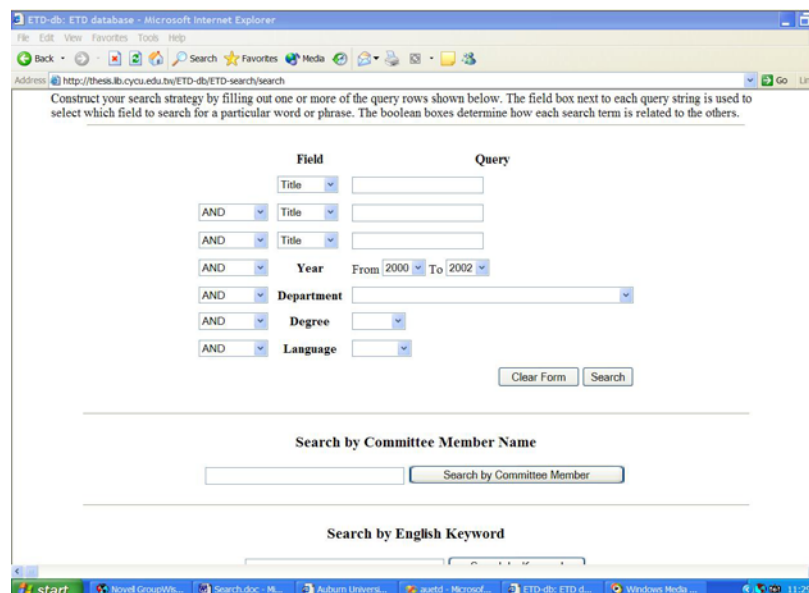 ETD-db: ETD database - Microsoft Internet Explorer
File Edit View Favorites Tools Help
Back Search Favorites Media
Address http://thesis.lib.cycu.edu.tw/ETD-db/ETD-search/search Go
Construct your search strategy by filling out one or more of the query rows shown below. The field box next to each query string is used to
select which field to search for a particular word or phrase. The boolean boxes determine how each search term is related to the others.
Field Query
Title
AND Title
AND Title
AND Year From 2000 To 2002
AND Department
AND Degree
AND Language
Clear Form Search
Search by Committee Member Name
Search by Committee Member
Search by English Keyword
start Novell GroupWis... Search.doc - Mi... Auburn Universi... auetd - Microsof... ETD-db: ETD d... Windows Media ...